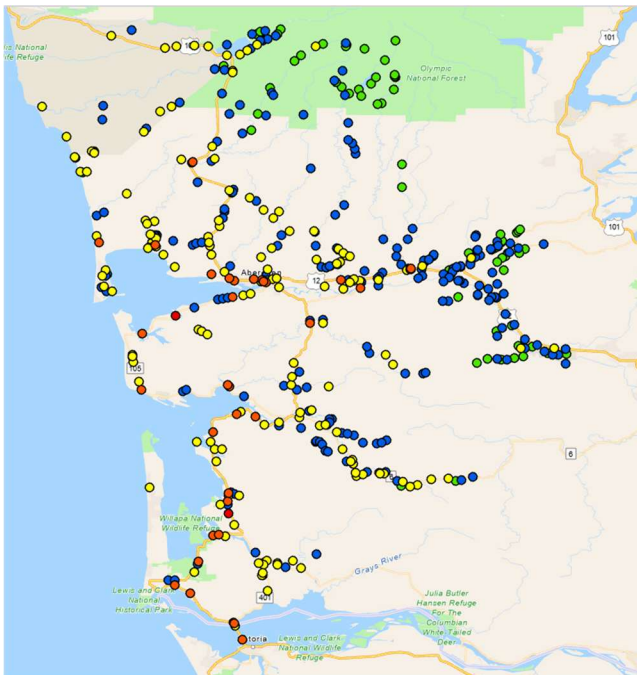 101
101
lis National
ife Refuge
Olympic
National Forest
101
Aberdeen
12
105
6
Willapa National
Wildlife Refuge
Grays River
Lewis and Clark
National
Historical Park
401
Julia Butler
Hansen Refuge
For The
Columbian
White Tailed
Deer
toria
Lewis and Clark
National Wildlife
Refuge